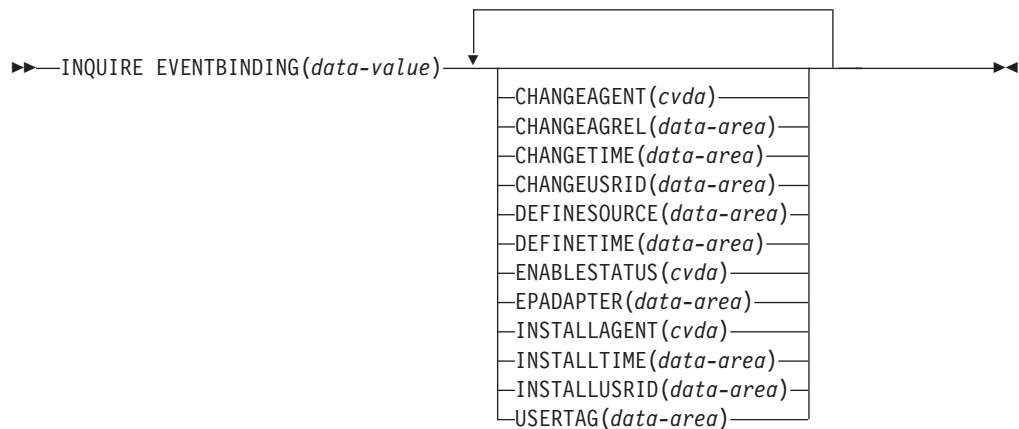 INQUIRE EVENTBINDING(data-value)
CHANGEAGENT(cvda)
CHANGEAGREL(data-area)
CHANGETIME(data-area)
CHANGEUSRID(data-area)
DEFINESOURCE(data-area)
DEFINETIME(data-area)
ENABLESTATUS(cvda)
EPADAPTER(data-area)
INSTALLAGENT(cvda)
INSTALLTIME(data-area)
INSTALLUSRID(data-area)
USERTAG(data-area)